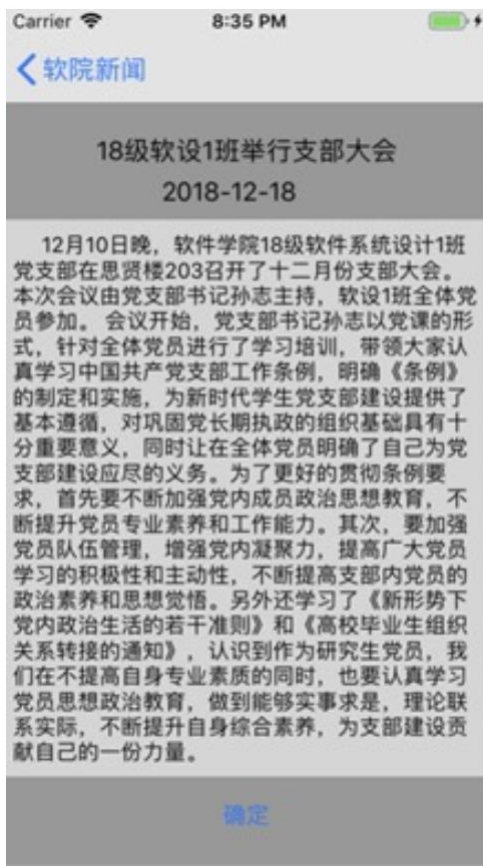 Carrier 8:35 PM
软院新闻
18级软设1班举行支部大会
2018-12-18
12月10日晚，软件学院18级软件系统设计1班
党支部在思贤楼203召开了十二月份支部大会。
本次会议由党支部书记孙志主持，软设1班全体党
员参加。 会议开始，党支部书记孙志以党课的形
式，针对全体党员进行了学习培训，带领大家认
真学习中国共产党支部工作条例，明确《条例》
的制定和实施，为新时代学生党支部建设提供了
基本遵循，对巩固党长期执政的组织基础具有十
分重要意义，同时让在全体党员明确了自己为党
支部建设应尽的义务。为了更好的贯彻条例要
求，首先要不断加强党内成员政治思想教育，不
断提升党员专业素养和工作能力。其次，要加强
党员队伍管理，增强党内凝聚力，提高广大党员
学习的积极性和主动性，不断提高支部内党员的
政治素养和思想觉悟。另外还学习了《新形势下
党内政治生活的若干准则》和《高校毕业生组织
关系转接的通知》，认识到作为研究生党员，我
们在不提高自身专业素质的同时，也要认真学习
党员思想政治教育，做到能够实事求是，理论联
系实际，不断提升自身综合素养，为支部建设贡
献自己的一份力量。
确定